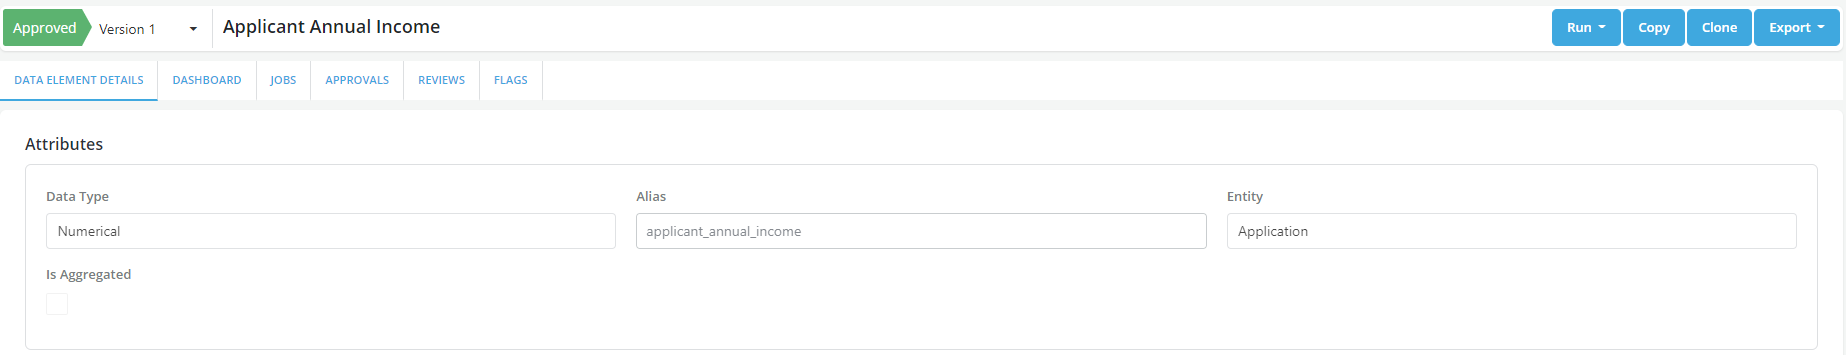 Approved Version 1 Applicant Annual Income Run Copy Clone Export
DATA ELEMENT DETAILS DASHBOARD JOBS APPROVALS REVIEWS FLAGS
Attributes
Data Type Alias Entity
Numerical applicant_annual_income Application
Is Aggregated